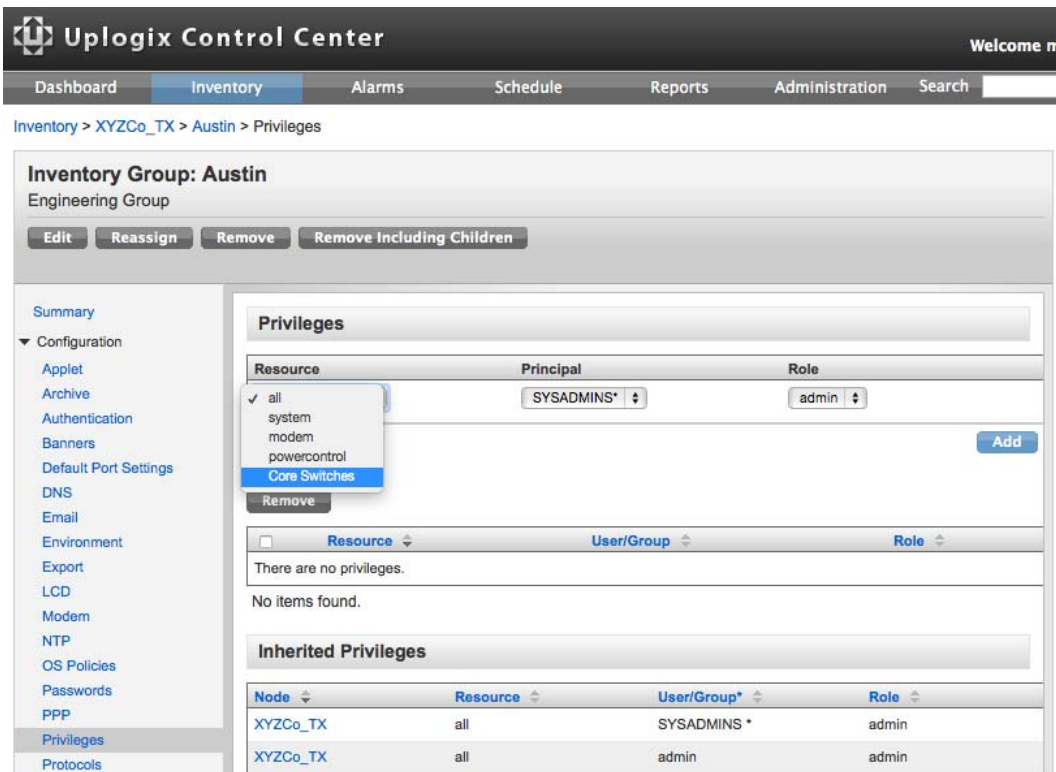 Uplogix Control Center
Welcome
Dashboard Inventory Alarms Schedule Reports Administration Search
Inventory > XYZCo_TX > Austin > Privileges
Inventory Group: Austin
Engineering Group
Edit Reassign Remove Remove Including Children
Summary
Configuration
Applet
Archive
Authentication
Banners
Default Port Settings
DNS
Email
Environment
Export
LCD
Modem
NTP
OS Policies
Passwords
PPP
Privileges
Protocols
Privileges
Resource Principal Role
✓ all
system
modem
powercontrol
Core Switches
SYSADMINS* admin
Add
Remove
Resource User/Group Role
There are no privileges.
No items found.
Inherited Privileges
Node Resource User/Group* Role
XYZCo_TX all SYSADMINS * admin
XYZCo_TX all admin admin